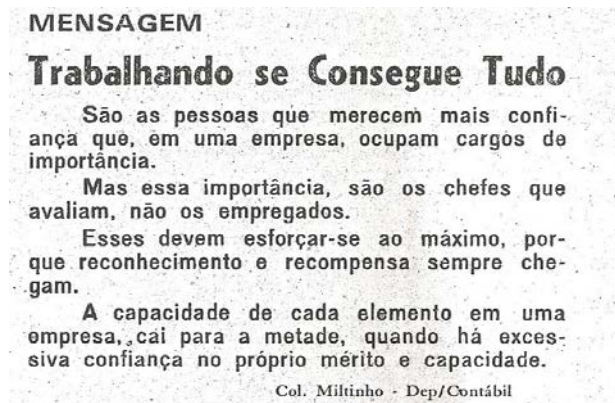 MENSAGEM
Trabalhando se Consegue Tudo
São as pessoas que merecem mais confi-
ança que, em uma empresa, ocupam cargos de
importância.
Mas essa importância, são os chefes que
avaliam, não os empregados.
Esses devem esforçar-se ao máximo, por-
que reconhecimento e recompensa sempre che-
gam.
A capacidade de cada elemento em uma
empresa, cai para a metade, quando há exces-
siva confiança no próprio mérito e capacidade.
Col. Miltinho - Dep/Contábil